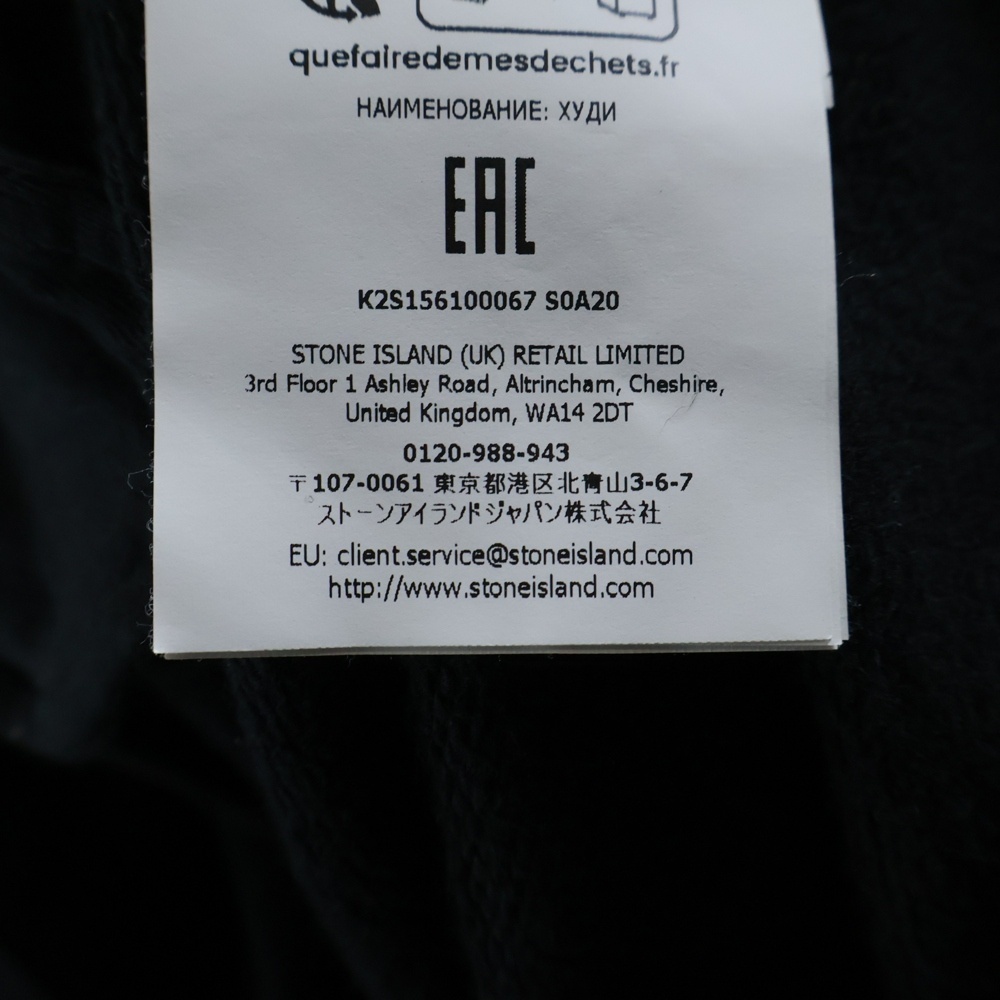 quefairedemesdechets.fr
НАИМЕНОВАНИЕ: ХУДИ
EAC
K2S156100067 S0A20
STONE ISLAND (UK) RETAIL LIMITED
3rd Floor 1 Ashley Road, Altrincham, Cheshire,
United Kingdom, WA14 2DT
0120-988-943
〒107-0061 東京都港区北青山3-6-7
ストーンアイランドジャパン株式会社
EU: client.service@stoneisland.com
http://www.stoneisland.com